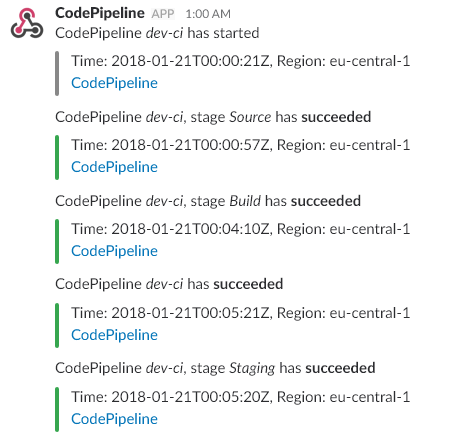 CodePipeline APP 1:00 AM
CodePipeline dev-ci has started
Time: 2018-01-21T00:00:21Z, Region: eu-central-1
CodePipeline
CodePipeline dev-ci, stage Source has succeeded
Time: 2018-01-21T00:00:57Z, Region: eu-central-1
CodePipeline
CodePipeline dev-ci, stage Build has succeeded
Time: 2018-01-21T00:04:10Z, Region: eu-central-1
CodePipeline
CodePipeline dev-ci has succeeded
Time: 2018-01-21T00:05:21Z, Region: eu-central-1
CodePipeline
CodePipeline dev-ci, stage Staging has succeeded
Time: 2018-01-21T00:05:20Z, Region: eu-central-1
CodePipeline